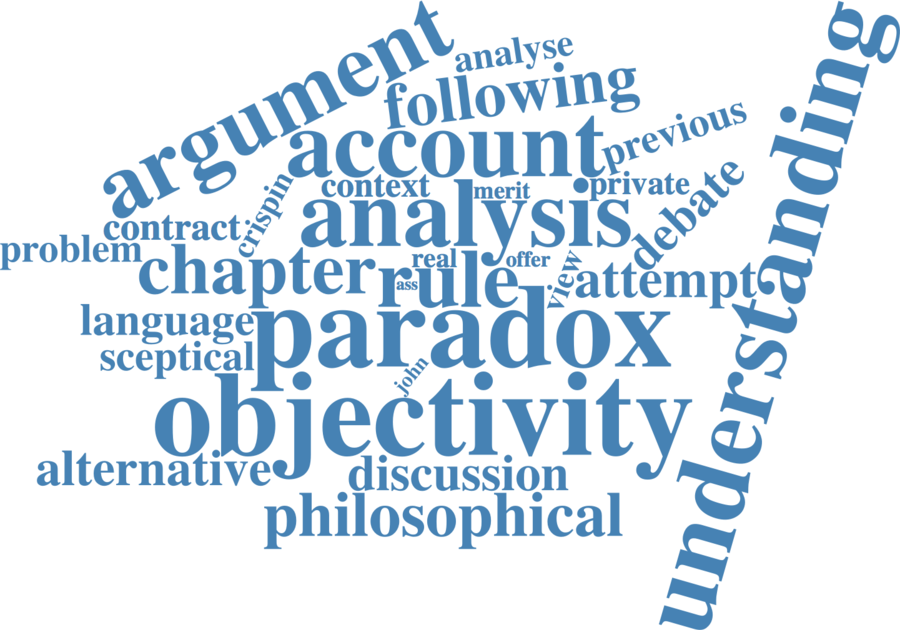 argument
analyse
following
understanding
account
previous
crispin
context
merit
private
debate
analysis
contract
problem
chapter
real
offer
view
attempt
rule
ass
language
paradox
sceptical
john
objectivity
alternative
discussion
philosophical